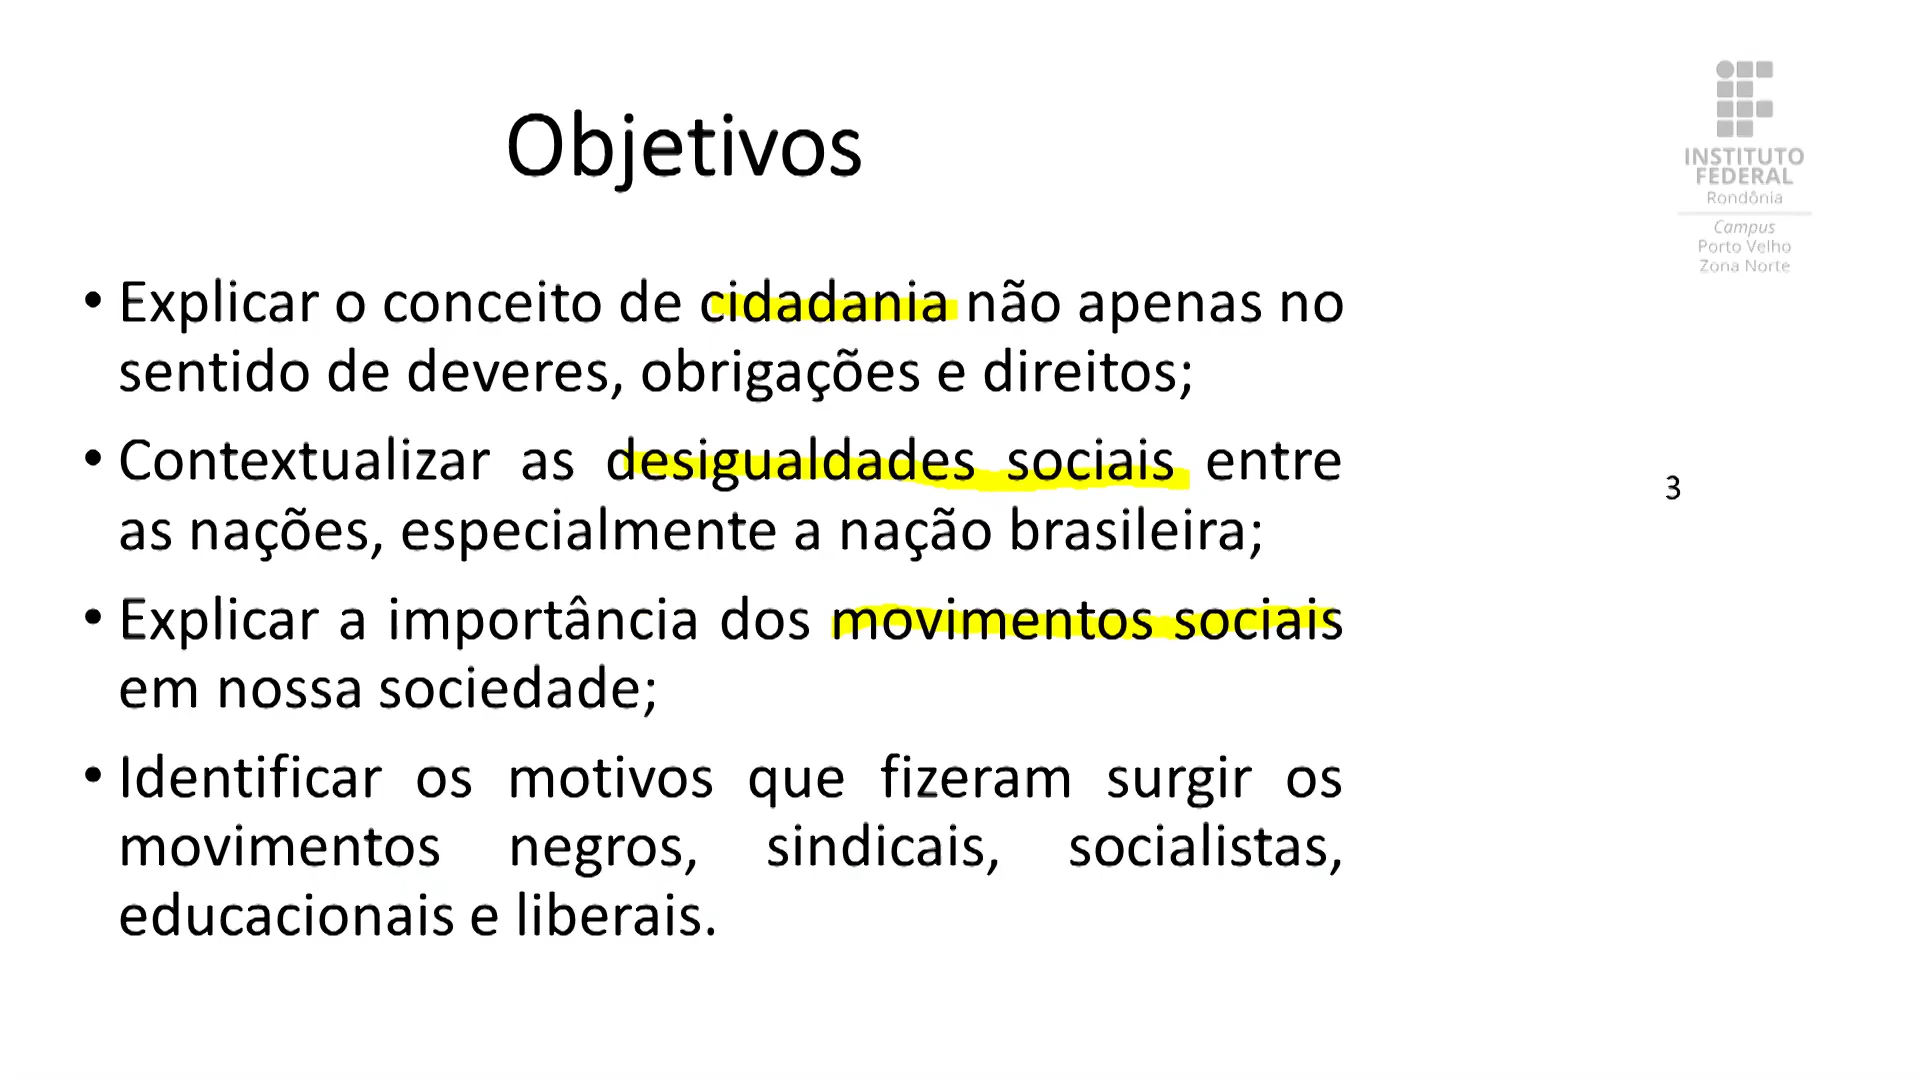 Objetivos
INSTITUTO
FEDERAL
Rondônia
Campus
Porto Velho
Zona Norte
• Explicar o conceito de cidadania não apenas no
sentido de deveres, obrigações e direitos;
• Contextualizar as desigualdades sociais entre
as nações, especialmente a nação brasileira;
• Explicar a importância dos movimentos sociais
em nossa sociedade;
• Identificar os motivos que fizeram surgir os
movimentos negros, sindicais, socialistas,
educacionais e liberais.
3